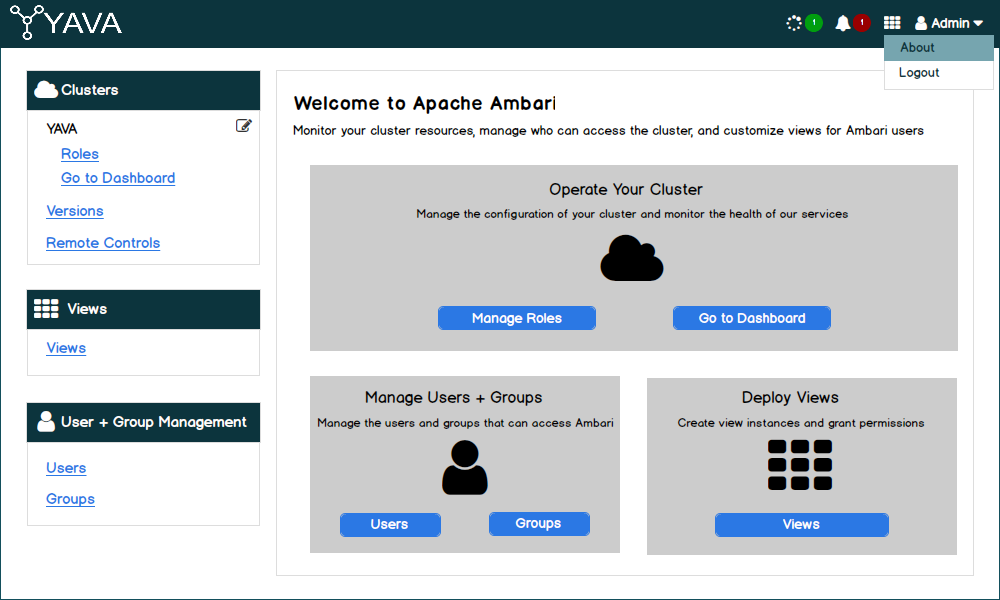 YAVA
1
1
Admin
About
Logout
Clusters
YAVA
Roles
Go to Dashboard
Versions
Remote Controls
Views
Views
User + Group Management
Users
Groups
Welcome to Apache Ambari
Monitor your cluster resources, manage who can access the cluster, and customize views for Ambari users
Operate Your Cluster
Manage the configuration of your cluster and monitor the health of our services
Manage Roles
Go to Dashboard
Manage Users + Groups
Manage the users and groups that can access Ambari
Users
Groups
Deploy Views
Create view instances and grant permissions
Views